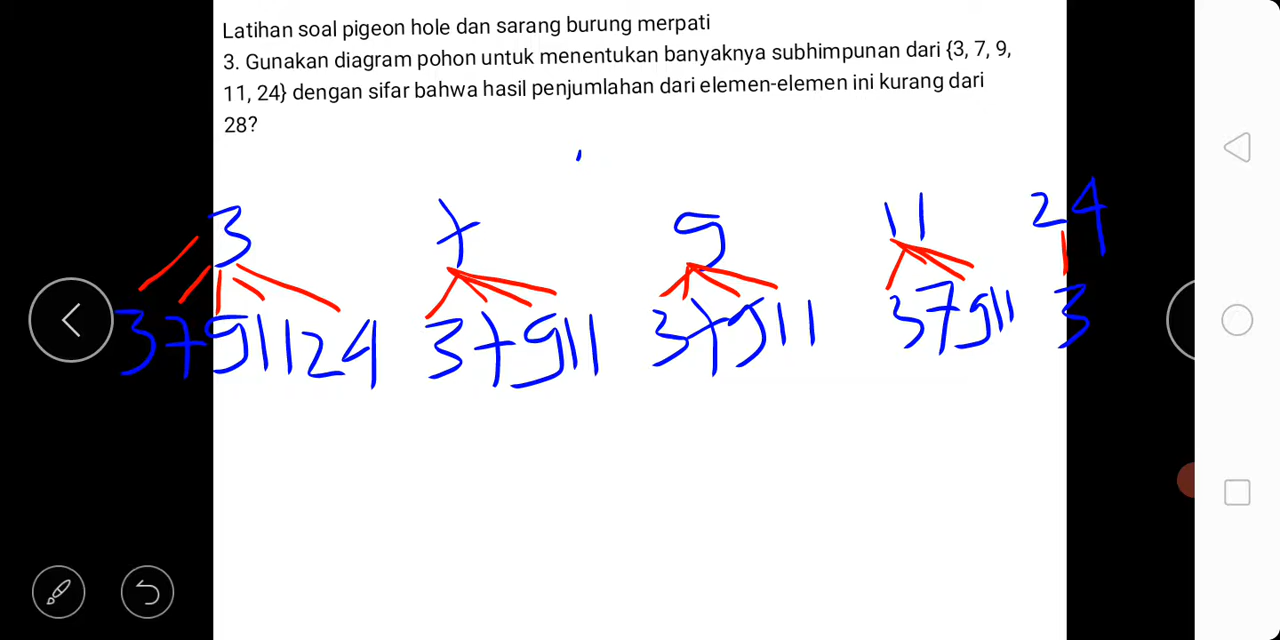 Latihan soal pigeon hole dan sarang burung merpati
3. Gunakan diagram pohon untuk menentukan banyaknya subhimpunan dari {3, 7, 9,
11, 24} dengan sifar bahwa hasil penjumlahan dari elemen-elemen ini kurang dari
28?
3 7 9 11 24
3 7 9 11 24 3 7 9 11 3 7 9 11 3 7 9 11 3